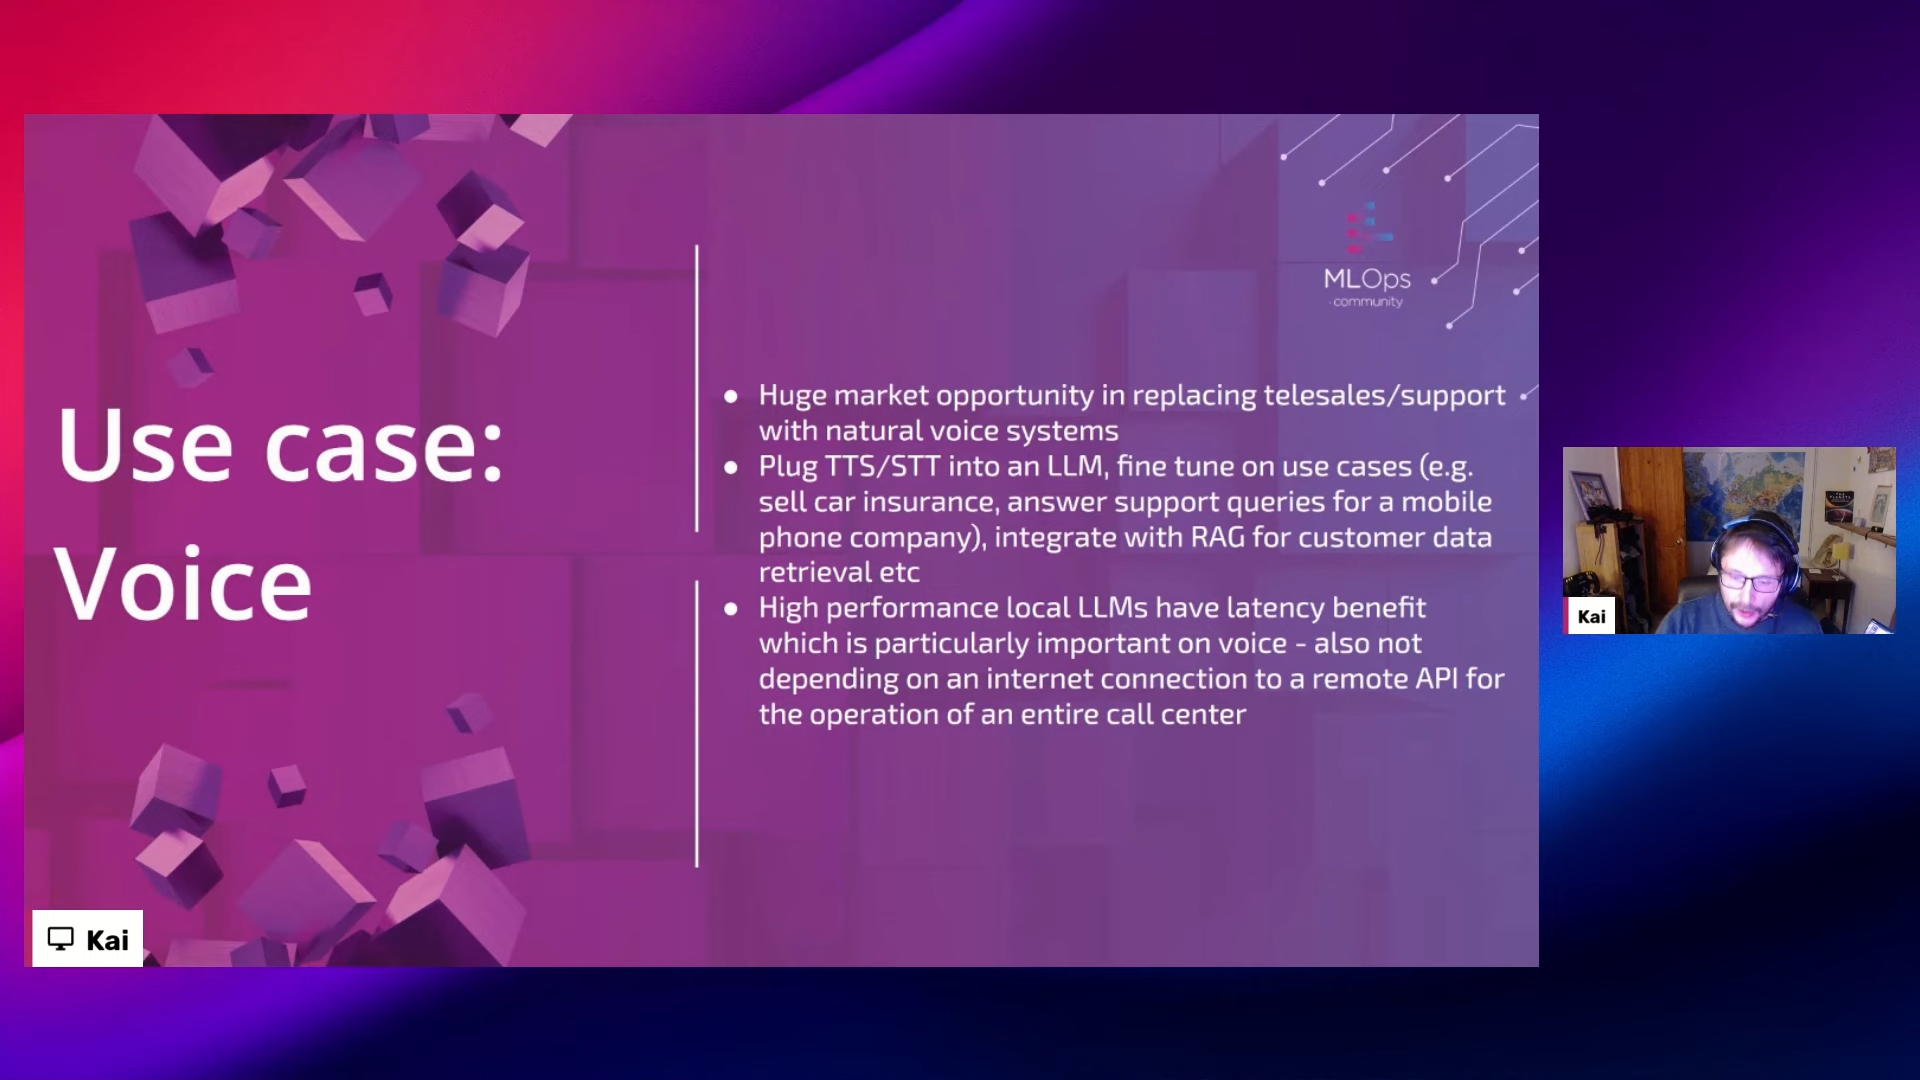 MLOps
community
Use case:
Voice
● Huge market opportunity in replacing telesales/support
with natural voice systems
● Plug TTS/STT into an LLM, fine tune on use cases (e.g.
sell car insurance, answer support queries for a mobile
phone company), integrate with RAG for customer data
retrieval etc
● High performance local LLMs have latency benefit
which is particularly important on voice - also not
depending on an internet connection to a remote API for
the operation of an entire call center
Kai
Kai